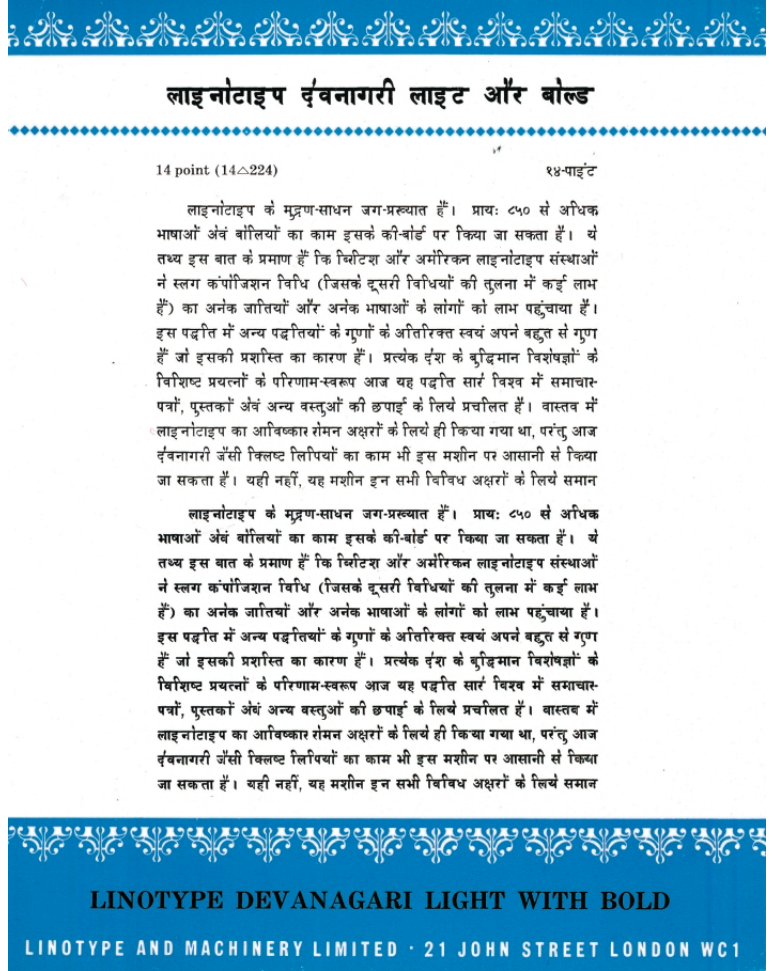 लाइनोटाइप देवनागरी लाइट और बोल्ड
14 point (14△224)
१४-पाइंट
लाइनोटाइप के मुद्रण-साधन जग-प्रख्यात हैं। प्रायः ८५० से अधिक
भाषाओं अेवं बोलियों का काम इसके की-बोर्ड पर किया जा सकता है। ये
तथ्य इस बात के प्रमाण हैं कि ब्रिटिश और अमेरिकन लाइनोटाइप संस्थाओं
ने स्लग कंपोजिशन विधि (जिसके दूसरी विधियों की तुलना में कई लाभ
हैं) का अनेक जातियों और अनेक भाषाओं के लोगों को लाभ पहुंचाया है।
इस पद्धति में अन्य पद्धतियों के गुणों के अतिरिक्त स्वयं अपने बहुत से गुण
हैं जो इसकी प्रशस्ति का कारण हैं। प्रत्येक देश के बुद्धिमान विशेषज्ञों के
विशिष्ट प्रयत्नों के परिणाम-स्वरूप आज यह पद्धति सारे विश्व में समाचार-
पत्रों, पुस्तकों अेवं अन्य वस्तुओं की छपाई के लिये प्रचलित है। वास्तव में
लाइनोटाइप का आविष्कार रोमन अक्षरों के लिये ही किया गया था, परंतु आज
देवनागरी जैसी क्लिष्ट लिपियों का काम भी इस मशीन पर आसानी से किया
जा सकता है। यही नहीं, यह मशीन इन सभी विविध अक्षरों के लिये समान
लाइनोटाइप के मुद्रण-साधन जग-प्रख्यात हैं। प्रायः ८५० से अधिक
भाषाओं अेवं बोलियों का काम इसके की-बोर्ड पर किया जा सकता है। ये
तथ्य इस बात के प्रमाण हैं कि ब्रिटिश और अमेरिकन लाइनोटाइप संस्थाओं
ने स्लग कंपोजिशन विधि (जिसके दूसरी विधियों की तुलना में कई लाभ
हैं) का अनेक जातियों और अनेक भाषाओं के लोगों को लाभ पहुंचाया है।
इस पद्धति में अन्य पद्धतियों के गुणों के अतिरिक्त स्वयं अपने बहुत से गुण
हैं जो इसकी प्रशस्ति का कारण हैं। प्रत्येक देश के बुद्धिमान विशेषज्ञों के
विशिष्ट प्रयत्नों के परिणाम-स्वरूप आज यह पद्धति सारे विश्व में समाचार-
पत्रों, पुस्तकों अेवं अन्य वस्तुओं की छपाई के लिये प्रचलित है। वास्तव में
लाइनोटाइप का आविष्कार रोमन अक्षरों के लिये ही किया गया था, परंतु आज
देवनागरी जैसी क्लिष्ट लिपियों का काम भी इस मशीन पर आसानी से किया
जा सकता है। यही नहीं, यह मशीन इन सभी विविध अक्षरों के लिये समान
LINOTYPE DEVANAGARI LIGHT WITH BOLD
LINOTYPE AND MACHINERY LIMITED · 21 JOHN STREET LONDON WC1